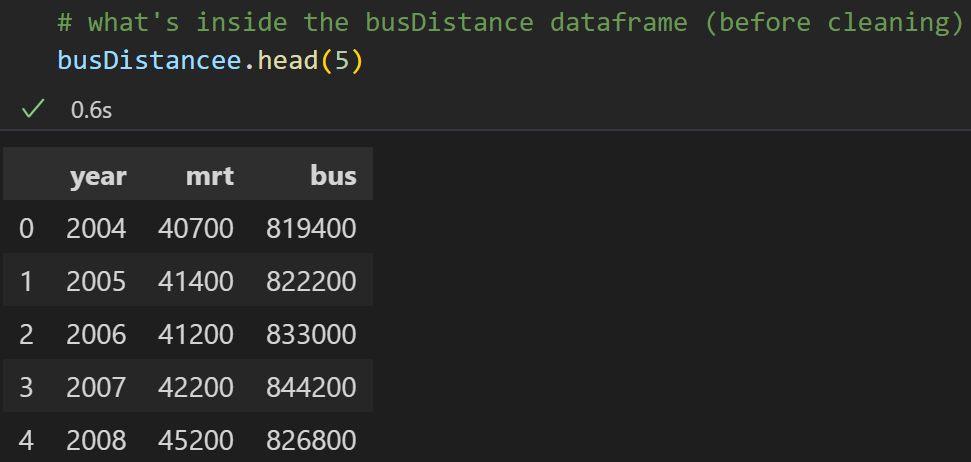 # what's inside the busDistance dataframe (before cleaning)
busDistancee.head(5)
0.6s
year mrt bus
0 2004 40700 819400
1 2005 41400 822200
2 2006 41200 833000
3 2007 42200 844200
4 2008 45200 826800